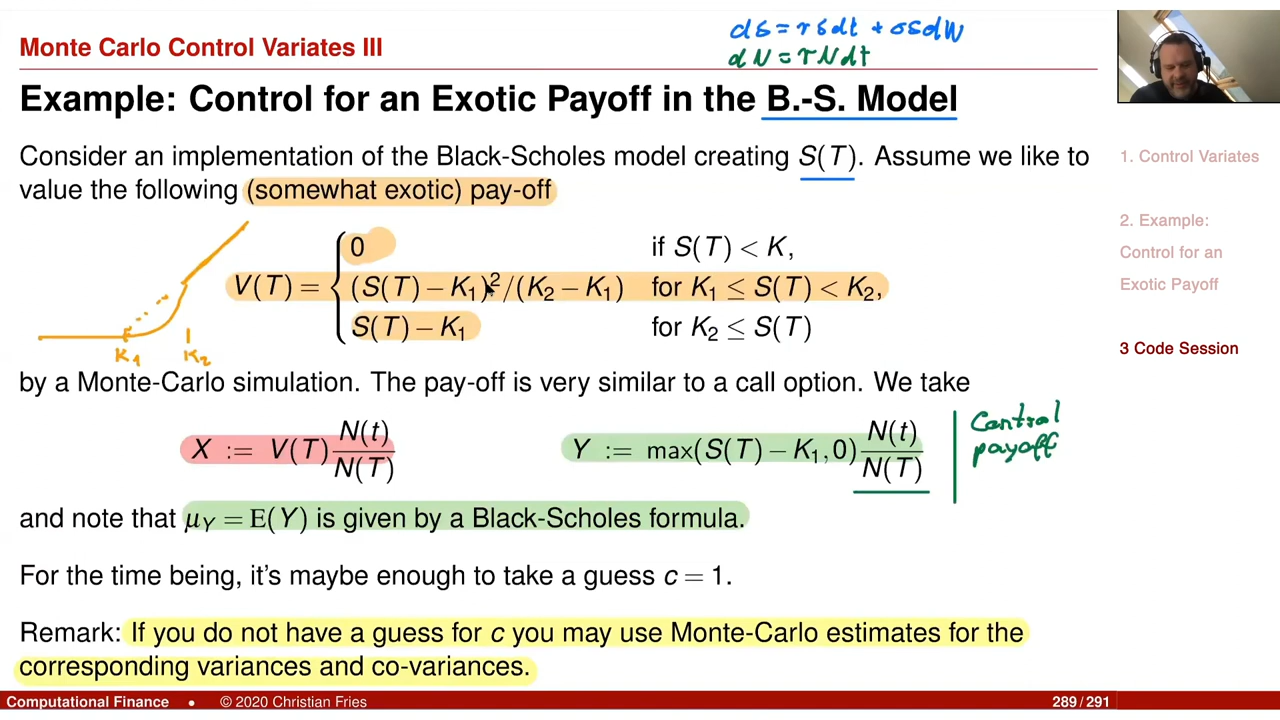 Monte Carlo Control Variates III
dS = rSdt + σSdW
dN = rNdt
Example: Control for an Exotic Payoff in the B.-S. Model
Consider an implementation of the Black-Scholes model creating S(T). Assume we like to
value the following (somewhat exotic) pay-off
V(T) = { 0 if S(T) < K,
(S(T) − K₁)²/(K₂ − K₁) for K₁ ≤ S(T) < K₂,
S(T) − K₁ for K₂ ≤ S(T)
K₁ K₂
by a Monte-Carlo simulation. The pay-off is very similar to a call option. We take
X := V(T) N(t)/N(T) Y := max(S(T) − K₁, 0) N(t)/N(T)
Control
payoff
and note that μ_Y = E(Y) is given by a Black-Scholes formula.
For the time being, it's maybe enough to take a guess c = 1.
Remark: If you do not have a guess for c you may use Monte-Carlo estimates for the
corresponding variances and co-variances.
Computational Finance • © 2020 Christian Fries 289/291
1. Control Variates
2. Example:
Control for an
Exotic Payoff
3 Code Session